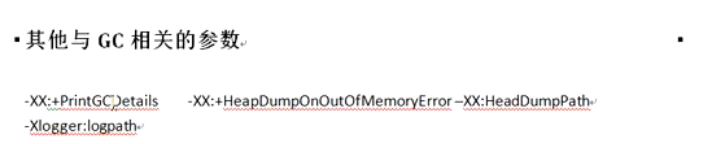 其他与 GC 相关的参数
-XX:+PrintGCDetails -XX:+HeapDumpOnOutOfMemoryError –XX:HeadDumpPath
-Xlogger:logpath